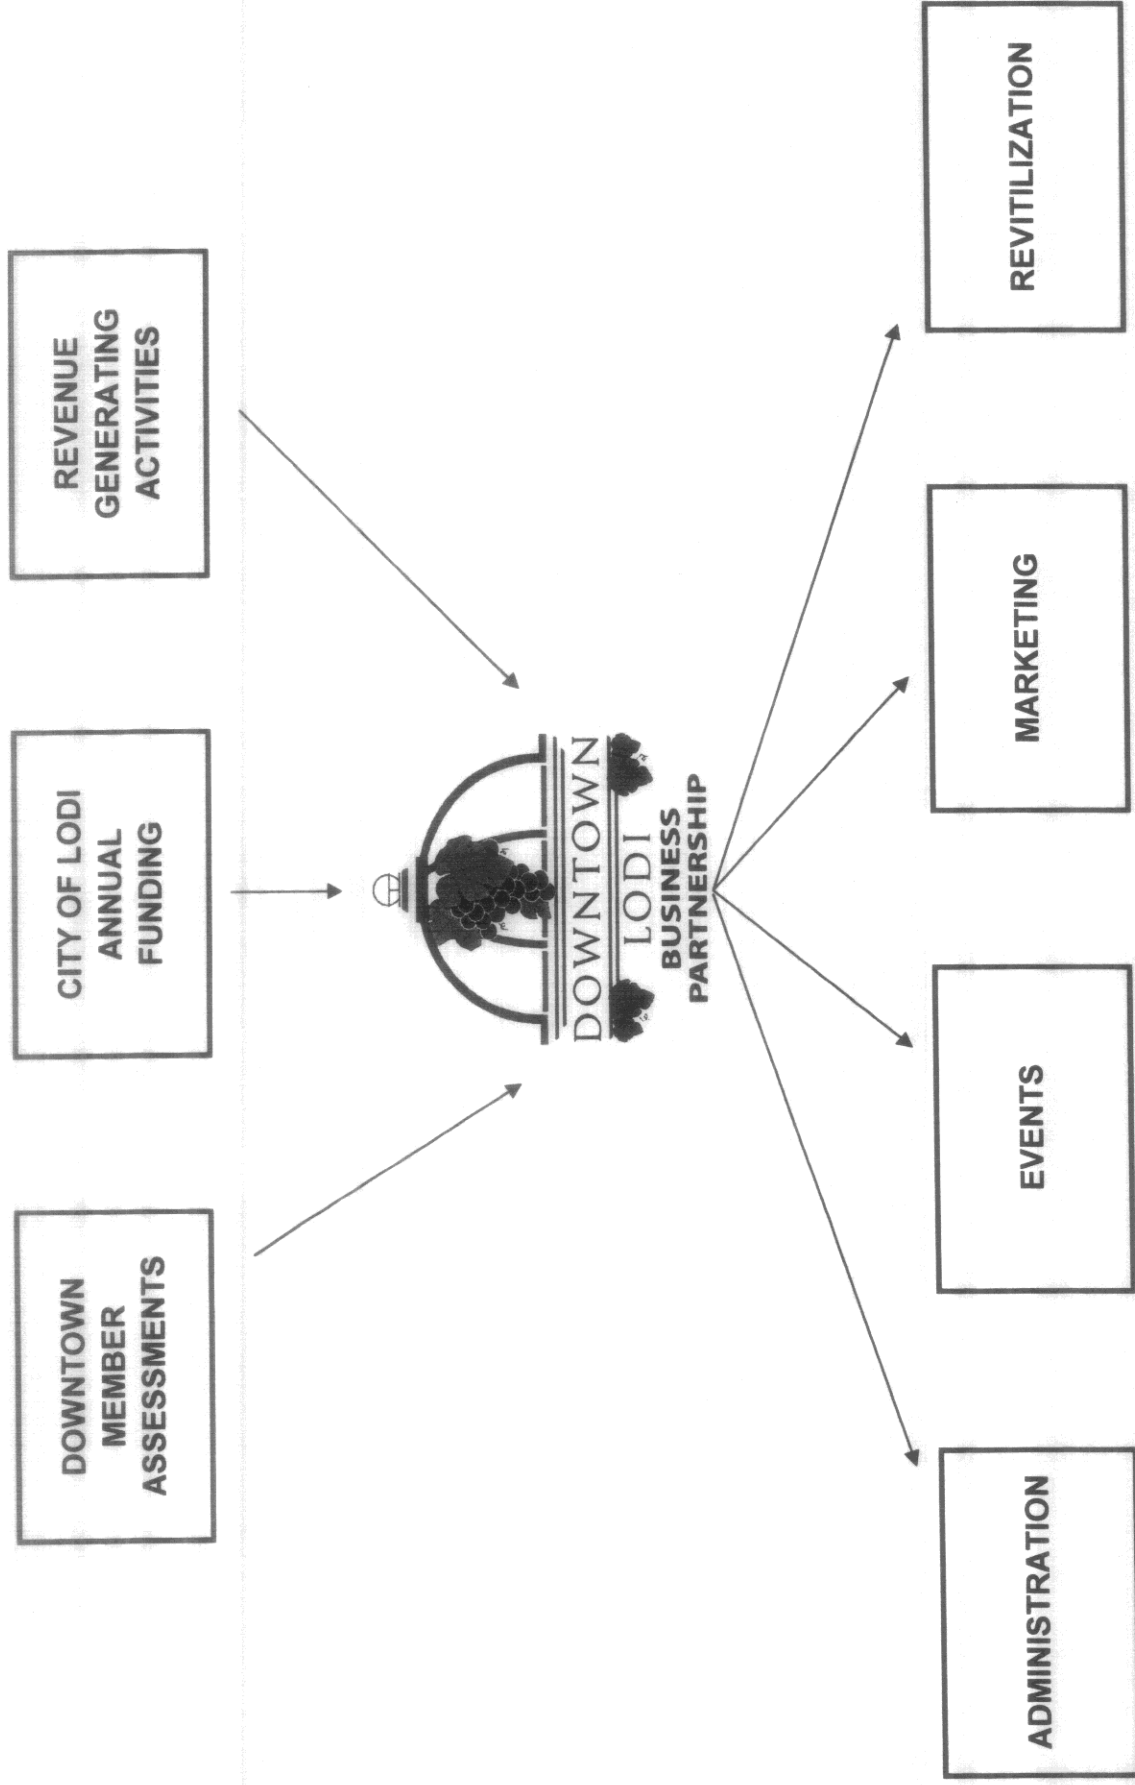 DOWNTOWN
MEMBER
ASSESSMENTS
CITY OF LODI
ANNUAL
FUNDING
REVENUE
GENERATING
ACTIVITIES
DOWNTOWN
LODI
BUSINESS
PARTNERSHIP
ADMINISTRATION
EVENTS
MARKETING
REVITILIZATION